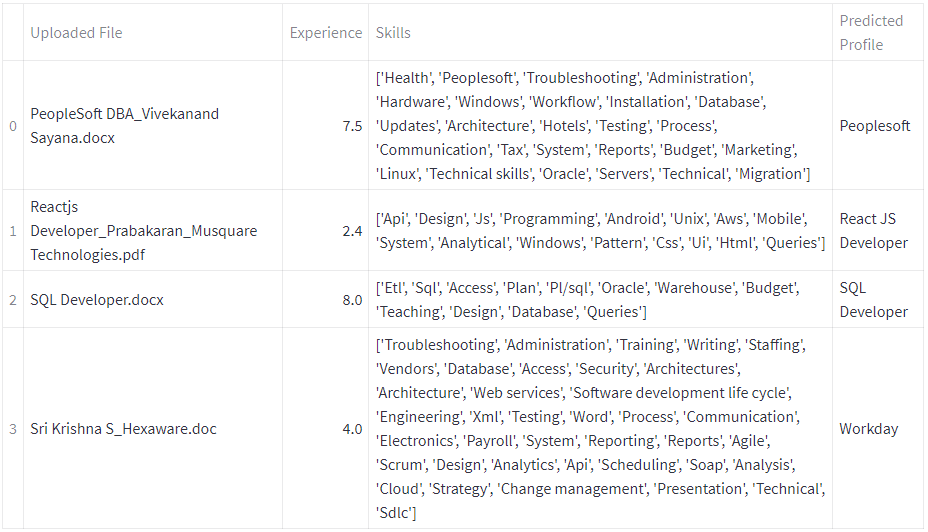 Uploaded File Experience Skills Predicted Profile
0 PeopleSoft DBA_Vivekanand Sayana.docx 7.5 ['Health', 'Peoplesoft', 'Troubleshooting', 'Administration',
'Hardware', 'Windows', 'Workflow', 'Installation', 'Database',
'Updates', 'Architecture', 'Hotels', 'Testing', 'Process',
'Communication', 'Tax', 'System', 'Reports', 'Budget', 'Marketing',
'Linux', 'Technical skills', 'Oracle', 'Servers', 'Technical', 'Migration'] Peoplesoft
1 Reactjs Developer_Prabakaran_Musquare Technologies.pdf 2.4 ['Api', 'Design', 'Js', 'Programming', 'Android', 'Unix', 'Aws', 'Mobile',
'System', 'Analytical', 'Windows', 'Pattern', 'Css', 'Ui', 'Html', 'Queries'] React JS Developer
2 SQL Developer.docx 8.0 ['Etl', 'Sql', 'Access', 'Plan', 'Pl/sql', 'Oracle', 'Warehouse', 'Budget',
'Teaching', 'Design', 'Database', 'Queries'] SQL Developer
3 Sri Krishna S_Hexaware.doc 4.0 ['Troubleshooting', 'Administration', 'Training', 'Writing', 'Staffing',
'Vendors', 'Database', 'Access', 'Security', 'Architectures',
'Architecture', 'Web services', 'Software development life cycle',
'Engineering', 'Xml', 'Testing', 'Word', 'Process', 'Communication',
'Electronics', 'Payroll', 'System', 'Reporting', 'Reports', 'Agile',
'Scrum', 'Design', 'Analytics', 'Api', 'Scheduling', 'Soap', 'Analysis',
'Cloud', 'Strategy', 'Change management', 'Presentation', 'Technical',
'Sdlc'] Workday